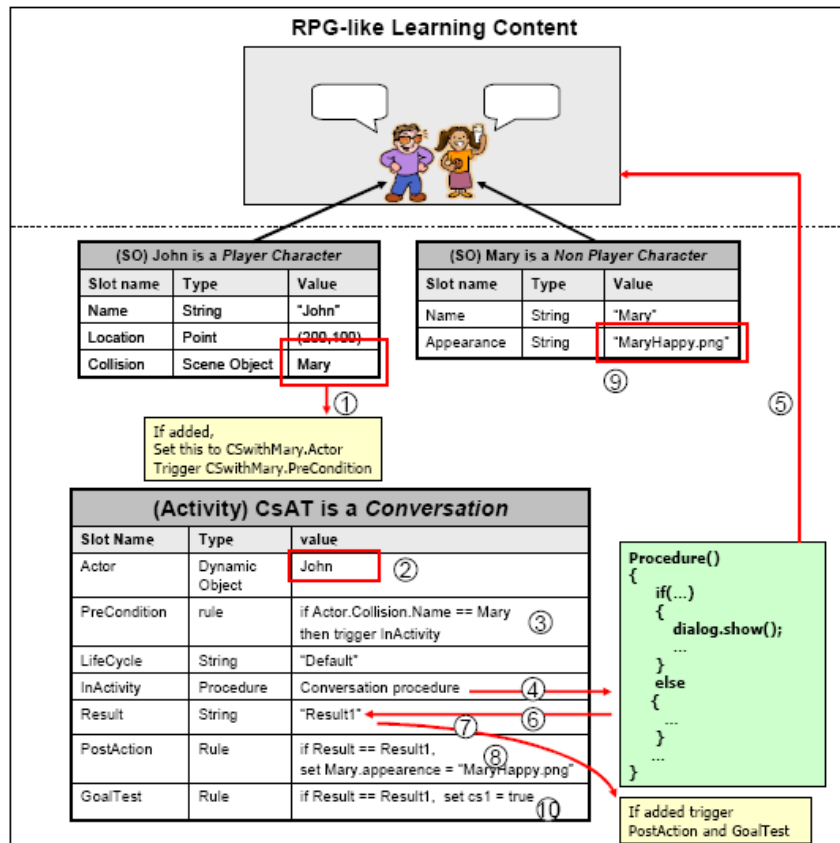 RPG-like Learning Content
(SO) John is a Player Character
Slot name Type Value
Name String "John"
Location Point (200,100)
Collision Scene Object Mary
(SO) Mary is a Non Player Character
Slot name Type Value
Name String "Mary"
Appearance String "MaryHappy.png"
①
⑨
⑤
If added,
Set this to CSwithMary.Actor
Trigger CSwithMary.PreCondition
(Activity) CsAT is a Conversation
Slot Name Type value
Actor Dynamic Object John ②
PreCondition rule if Actor.Collision.Name == Mary
then trigger InActivity ③
LifeCycle String "Default"
InActivity Procedure Conversation procedure ④
Result String "Result1" ⑥
⑦
PostAction Rule if Result == Result1, ⑧
set Mary.appearence = "MaryHappy.png"
GoalTest Rule if Result == Result1, set cs1 = true ⑩
Procedure()
{
if(...)
{
dialog.show();
...
}
else
{
...
}
...
}
If added trigger
PostAction and GoalTest